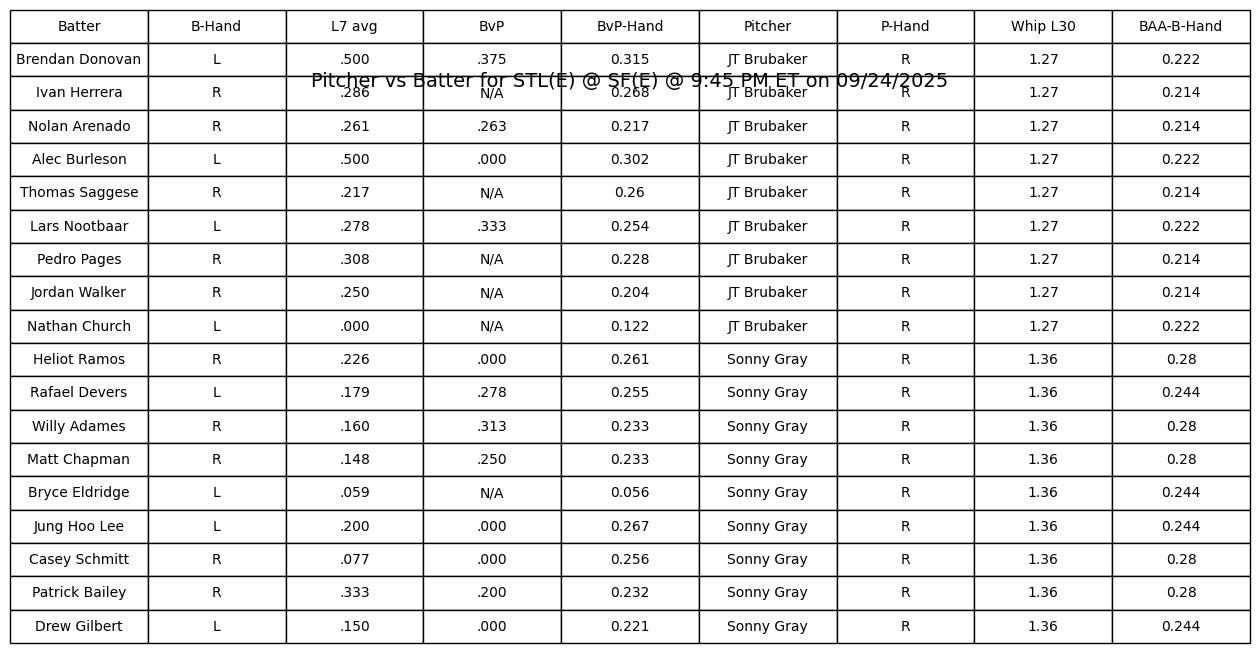 Batter B-Hand L7 avg BvP BvP-Hand Pitcher P-Hand Whip L30 BAA-B-Hand
Brendan Donovan L .500 .375 0.315 JT Brubaker R 1.27 0.222
Pitcher vs Batter for STL(E) @ SF(E) @ 9:45 PM ET on 09/24/2025
Ivan Herrera R .286 N/A 0.268 JT Brubaker R 1.27 0.214
Nolan Arenado R .261 .263 0.217 JT Brubaker R 1.27 0.214
Alec Burleson L .500 .000 0.302 JT Brubaker R 1.27 0.222
Thomas Saggese R .217 N/A 0.26 JT Brubaker R 1.27 0.214
Lars Nootbaar L .278 .333 0.254 JT Brubaker R 1.27 0.222
Pedro Pages R .308 N/A 0.228 JT Brubaker R 1.27 0.214
Jordan Walker R .250 N/A 0.204 JT Brubaker R 1.27 0.214
Nathan Church L .000 N/A 0.122 JT Brubaker R 1.27 0.222
Heliot Ramos R .226 .000 0.261 Sonny Gray R 1.36 0.28
Rafael Devers L .179 .278 0.255 Sonny Gray R 1.36 0.244
Willy Adames R .160 .313 0.233 Sonny Gray R 1.36 0.28
Matt Chapman R .148 .250 0.233 Sonny Gray R 1.36 0.28
Bryce Eldridge L .059 N/A 0.056 Sonny Gray R 1.36 0.244
Jung Hoo Lee L .200 .000 0.267 Sonny Gray R 1.36 0.244
Casey Schmitt R .077 .000 0.256 Sonny Gray R 1.36 0.28
Patrick Bailey R .333 .200 0.232 Sonny Gray R 1.36 0.28
Drew Gilbert L .150 .000 0.221 Sonny Gray R 1.36 0.244